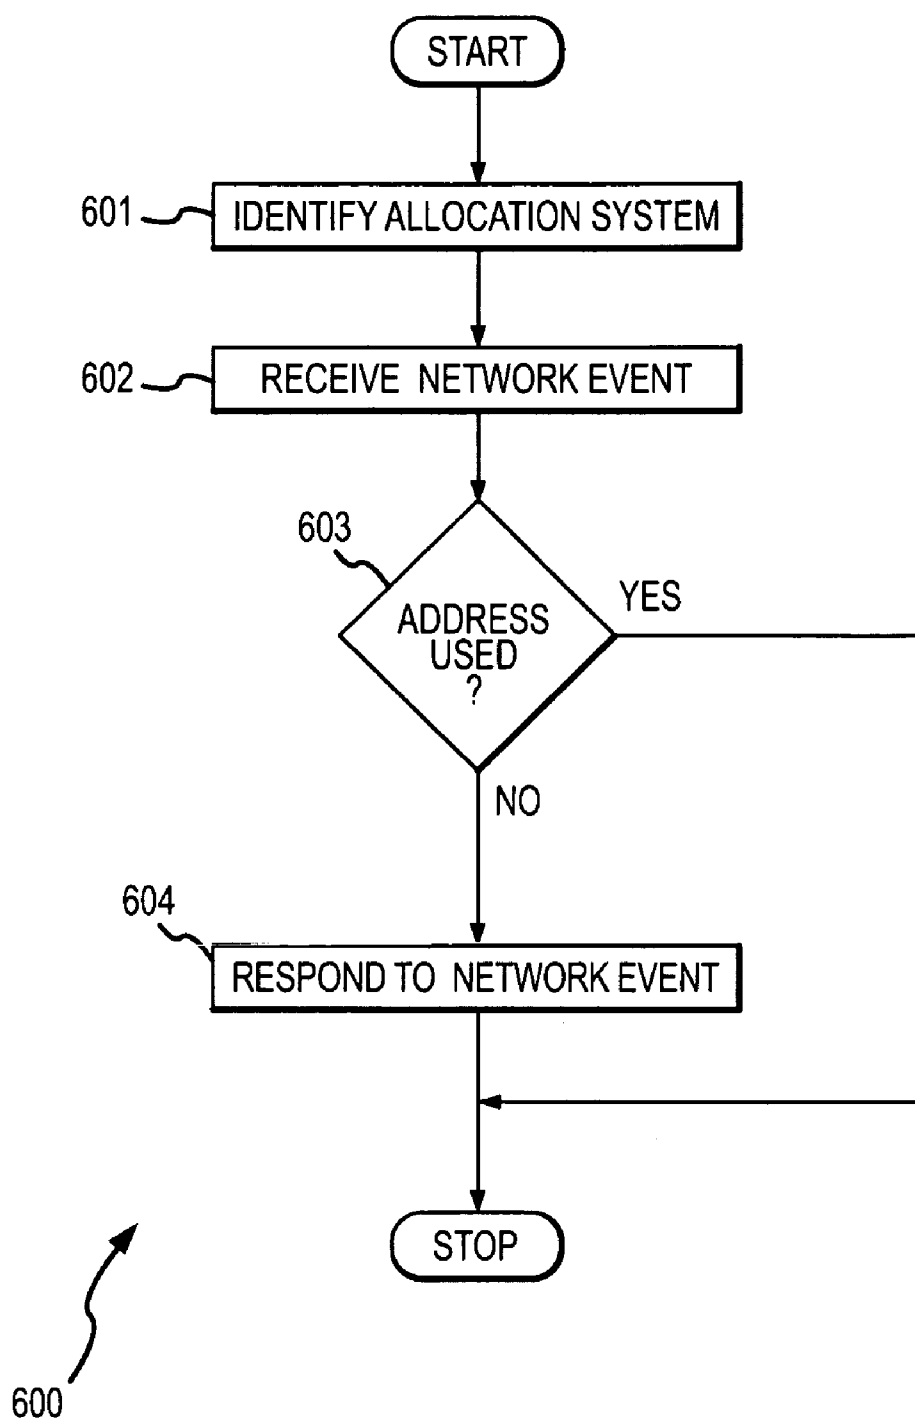 START
601
IDENTIFY ALLOCATION SYSTEM
602
RECEIVE NETWORK EVENT
603
ADDRESS
USED
?
YES
NO
604
RESPOND TO NETWORK EVENT
STOP
600